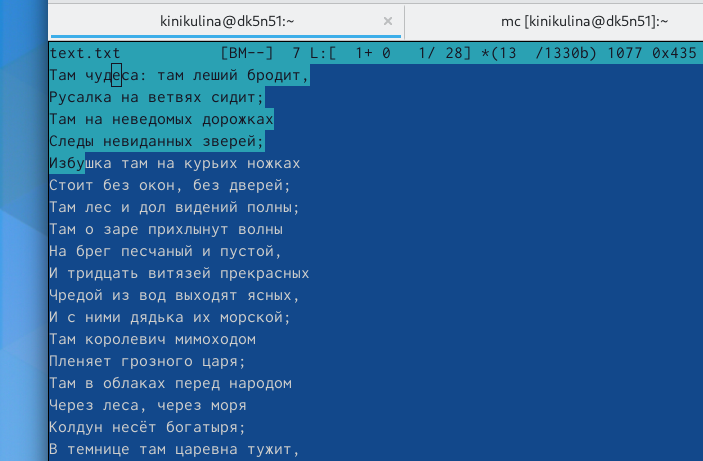 kinikulina@dk5n51:~ × mc [kinikulina@dk5n51]:~
text.txt [BM--] 7 L:[ 1+ 0 1/ 28] *(13 /1330b) 1077 0x435
Там чудеса: там леший бродит,
Русалка на ветвях сидит;
Там на неведомых дорожках
Следы невиданных зверей;
Избушка там на курьих ножках
Стоит без окон, без дверей;
Там лес и дол видений полны;
Там о заре прихлынут волны
На брег песчаный и пустой,
И тридцать витязей прекрасных
Чредой из вод выходят ясных,
И с ними дядька их морской;
Там королевич мимоходом
Пленяет грозного царя;
Там в облаках перед народом
Через леса, через моря
Колдун несёт богатыря;
В темнице там царевна тужит,